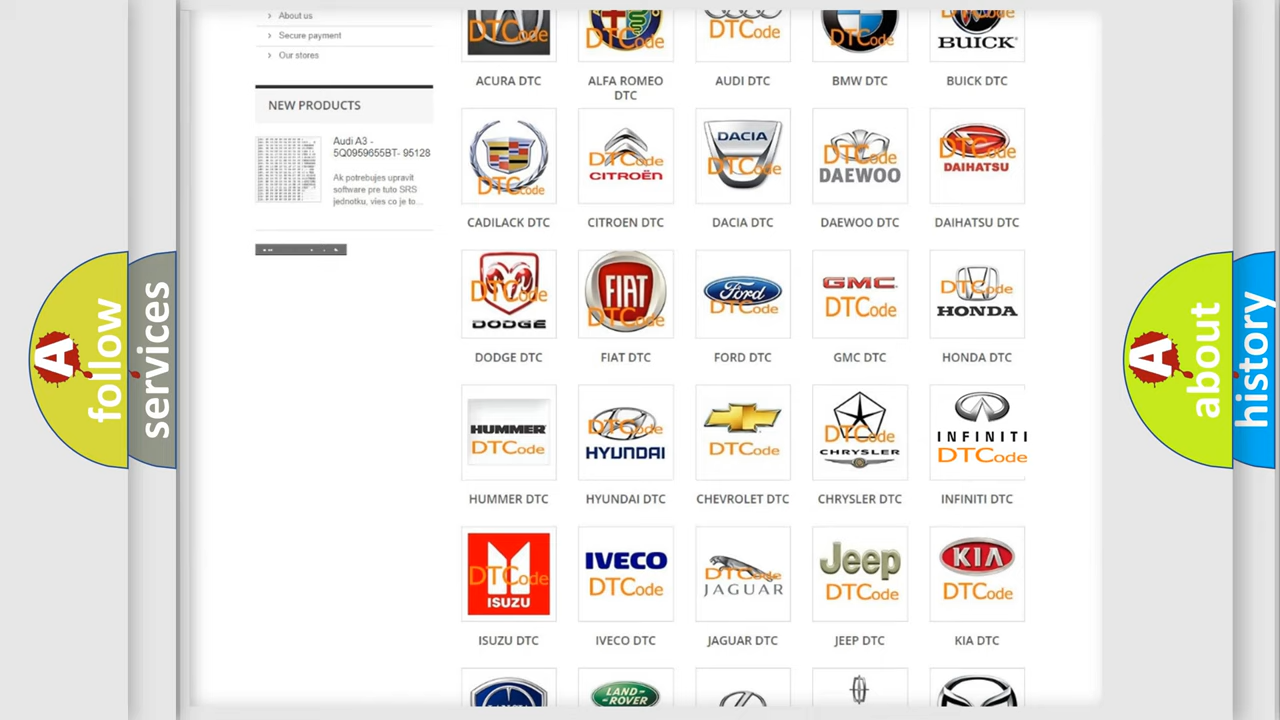 About us
Secure payment
Our stores
NEW PRODUCTS
Audi A3 -
5Q0959655BT- 95128
Ak potrebujes upravit
software pre tuto SRS
jednotku, vies co je to...
DTCode DTCode DTCode DTCode BUICK
ACURA DTC ALFA ROMEO DTC AUDI DTC BMW DTC BUICK DTC
DTCode DTCode CITROËN DACIA DTCode DTCode DAEWOO DTCode DAIHATSU
CADILACK DTC CITROEN DTC DACIA DTC DAEWOO DTC DAIHATSU DTC
DTCode DODGE FIAT DTCode Ford DTCode GMC DTCode DTCode HONDA
DODGE DTC FIAT DTC FORD DTC GMC DTC HONDA DTC
HUMMER DTCode DTCode HYUNDAI DTCode DTCode CHRYSLER INFINITI DTCode
HUMMER DTC HYUNDAI DTC CHEVROLET DTC CHRYSLER DTC INFINITI DTC
DTCode ISUZU IVECO DTCode DTCode JAGUAR Jeep DTCode KIA DTCode
ISUZU DTC IVECO DTC JAGUAR DTC JEEP DTC KIA DTC
LAND-
ROVER
A follow
services
A about
history